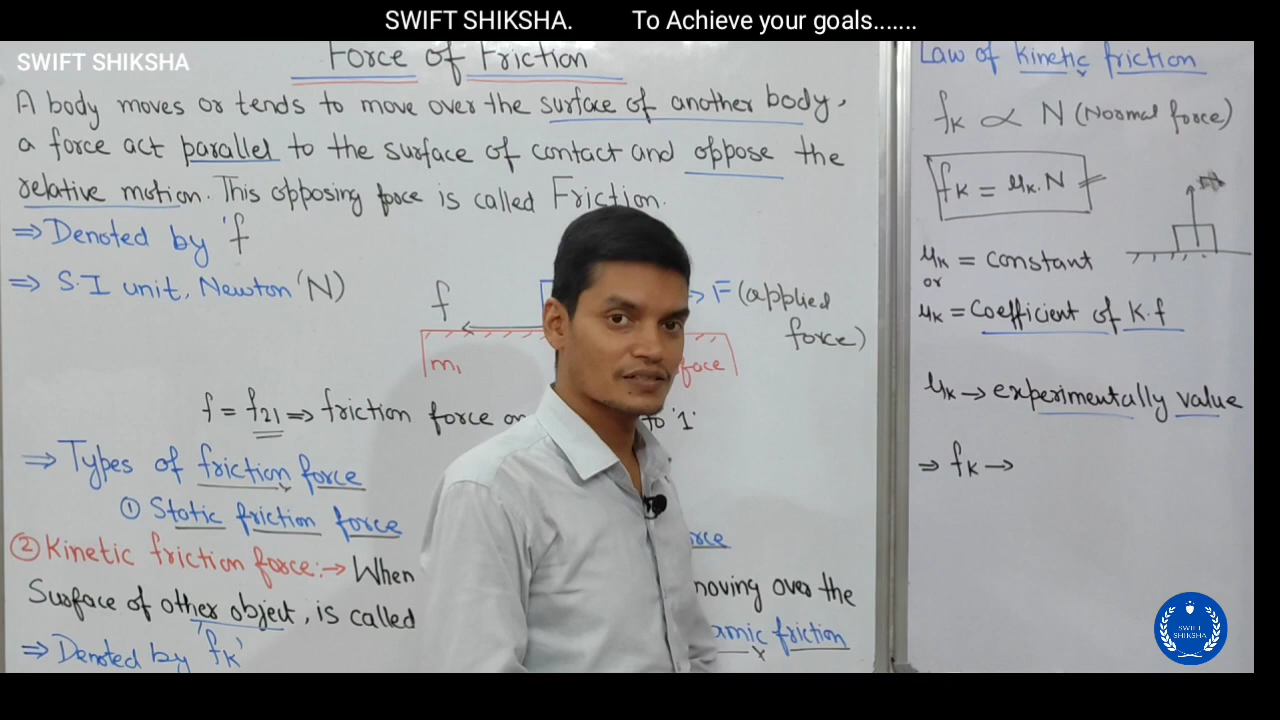 SWIFT SHIKSHA. To Achieve your goals.......
SWIFT SHIKSHA
Force of Friction
A body moves or tends to move over the surface of another body,
a force act parallel to the surface of contact and oppose the
relative motion. This opposing force is called Friction.
⇒ Denoted by 'f
⇒ S.I unit, Newton 'N)
f
→ F (applied
force)
m₁
face
f = f₂₁ ⇒ friction force on
to '1'
⇒ Types of friction force
① Static friction force
rce
② Kinetic friction force:→ When
moving over the
Surface of other object, is called
amic friction
⇒ Denoted by 'fₖ'
Law of Kinetic friction
fₖ ∝ N (Normal force)
fₖ = μₖ.N
μₖ = constant
or
μₖ = Coefficient of K.f
μₖ → experimentally value
⇒ fₖ →
SWIFT
SHIKSHA